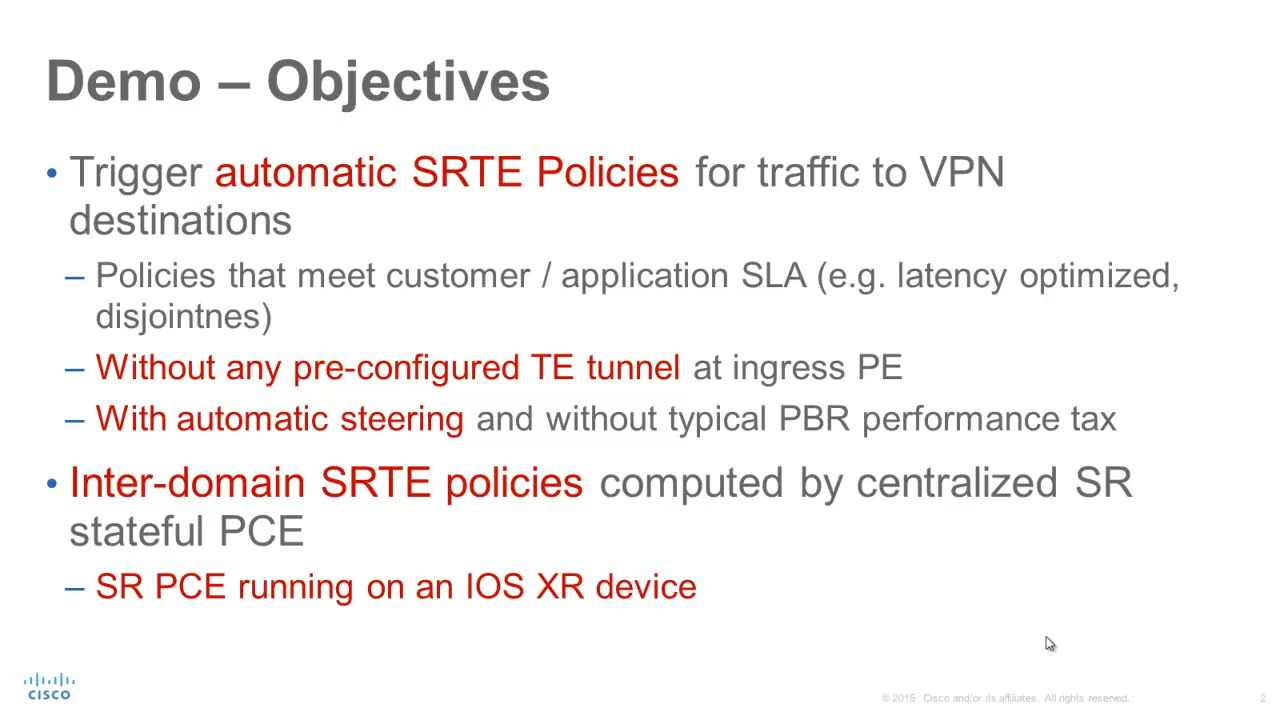 Demo – Objectives
• Trigger automatic SRTE Policies for traffic to VPN
destinations
– Policies that meet customer / application SLA (e.g. latency optimized,
disjointnes)
– Without any pre-configured TE tunnel at ingress PE
– With automatic steering and without typical PBR performance tax
• Inter-domain SRTE policies computed by centralized SR
stateful PCE
– SR PCE running on an IOS XR device
CISCO
© 2015 Cisco and/or its affiliates. All rights reserved.
2